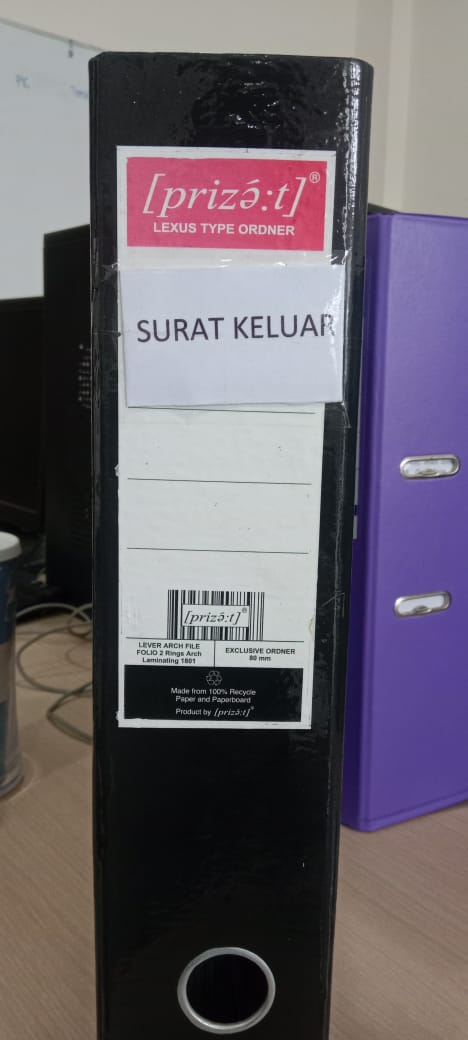 [prizə́:t]®
LEXUS TYPE ORDNER
SURAT KELUAR
[prizə́:t]®
LEVER ARCH FILE
FOLIO 2 Rings Arch
Laminating 1801
EXCLUSIVE ORDNER
80 mm
Made from 100% Recycle
Paper and Paperboard
Product by [prizə́:t]®